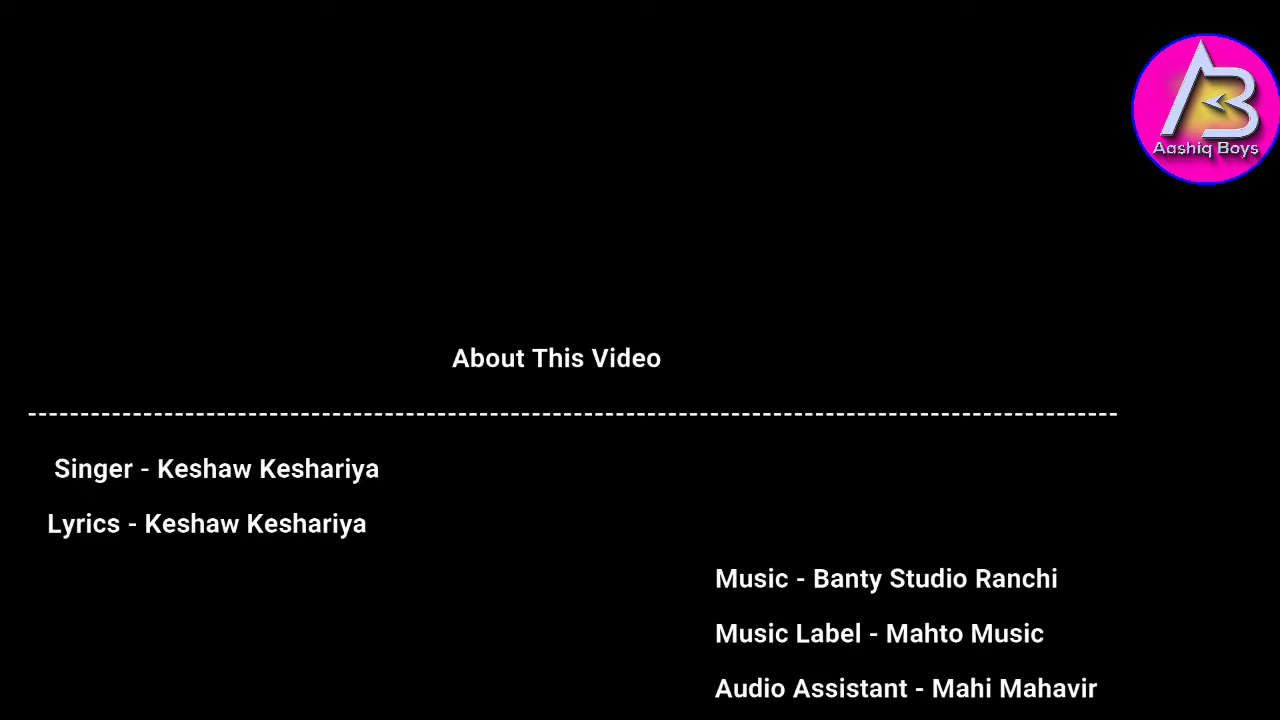 Aashiq Boys
About This Video
--------------------------------------------------------------------------------------------------------
Singer - Keshaw Keshariya
Lyrics - Keshaw Keshariya
Music - Banty Studio Ranchi
Music Label - Mahto Music
Audio Assistant - Mahi Mahavir